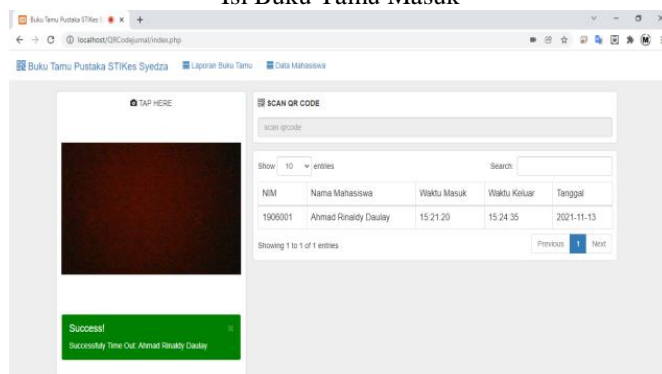 Isi Buku Tamu Masuk
Buku Tamu Pustaka STIKes S
localhost/QRCodejurnal/index.php
Buku Tamu Pustaka STIKes Syedza Laporan Buku Tamu Data Mahasiswa
TAP HERE
SCAN QR CODE
scan qrcode
Show 10 entries Search:
NIM Nama Mahasiswa Waktu Masuk Waktu Keluar Tanggal
1906001 Ahmad Rinaldy Daulay 15:21:20 15:24:35 2021-11-13
Showing 1 to 1 of 1 entries Previous 1 Next
Success!
Successfuly Time Out: Ahmad Rinaldy Daulay